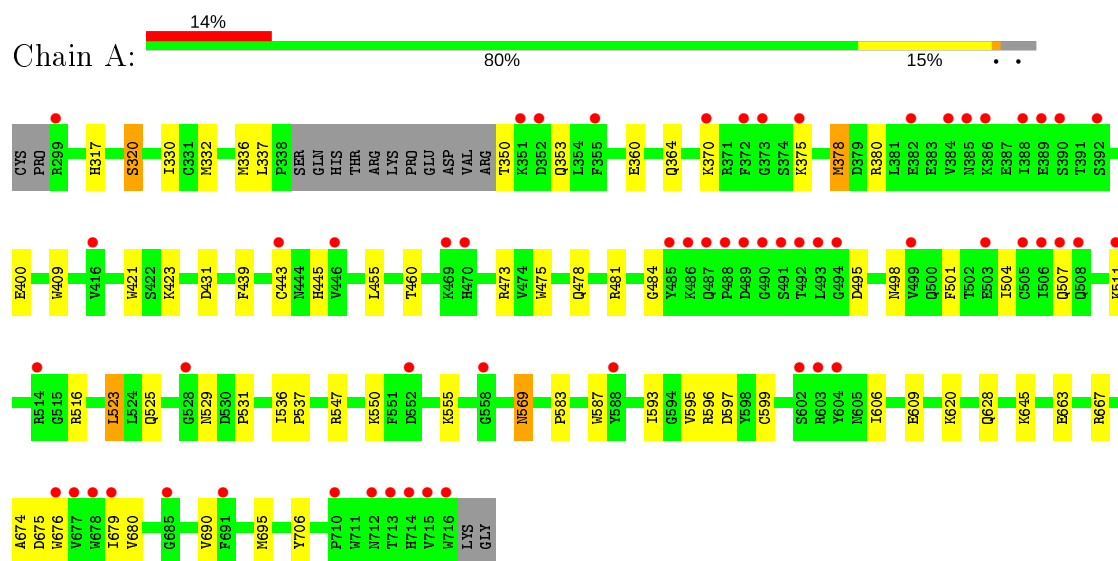 14%
Chain A:
80% 15% • •
CYS PRO R299 H317 S320 I330 C331 M332 M336 L337 P338 SER GLN HIS THR ARG LYS PRO GLU ASP VAL ARG T350 K351 D352 Q353 L354 F355 E360 Q364 K370 R371 F372 G373 S374 K375 M378 D379 R380 L381 E382 E383 V384 N385 K386 E387 I388 E389 S390 T391 S392
E400 W409 V416 W421 S422 K423 D431 F439 C443 N444 H445 V446 L455 T460 K469 H470 R473 V474 W475 Q478 R481 G484 Y485 K486 Q487 P488 D489 G490 S491 T492 L493 G494 D495 N498 V499 Q500 F501 T502 E503 I504 C505 I506 Q507 Q508 K511
R514 G515 R516 L523 L524 Q525 G528 N529 D530 P531 I536 P537 R547 K550 F551 D552 K555 G558 N569 P583 W587 Y588 I593 G594 V595 R596 D597 Y598 C599 S602 R603 Y604 N605 I606 E609 K620 Q628 K645 E663 R667
A674 D675 W676 V677 W678 I679 V680 G685 V690 F691 M695 Y706 P710 W711 N712 T713 H714 V715 W716 LYS GLY